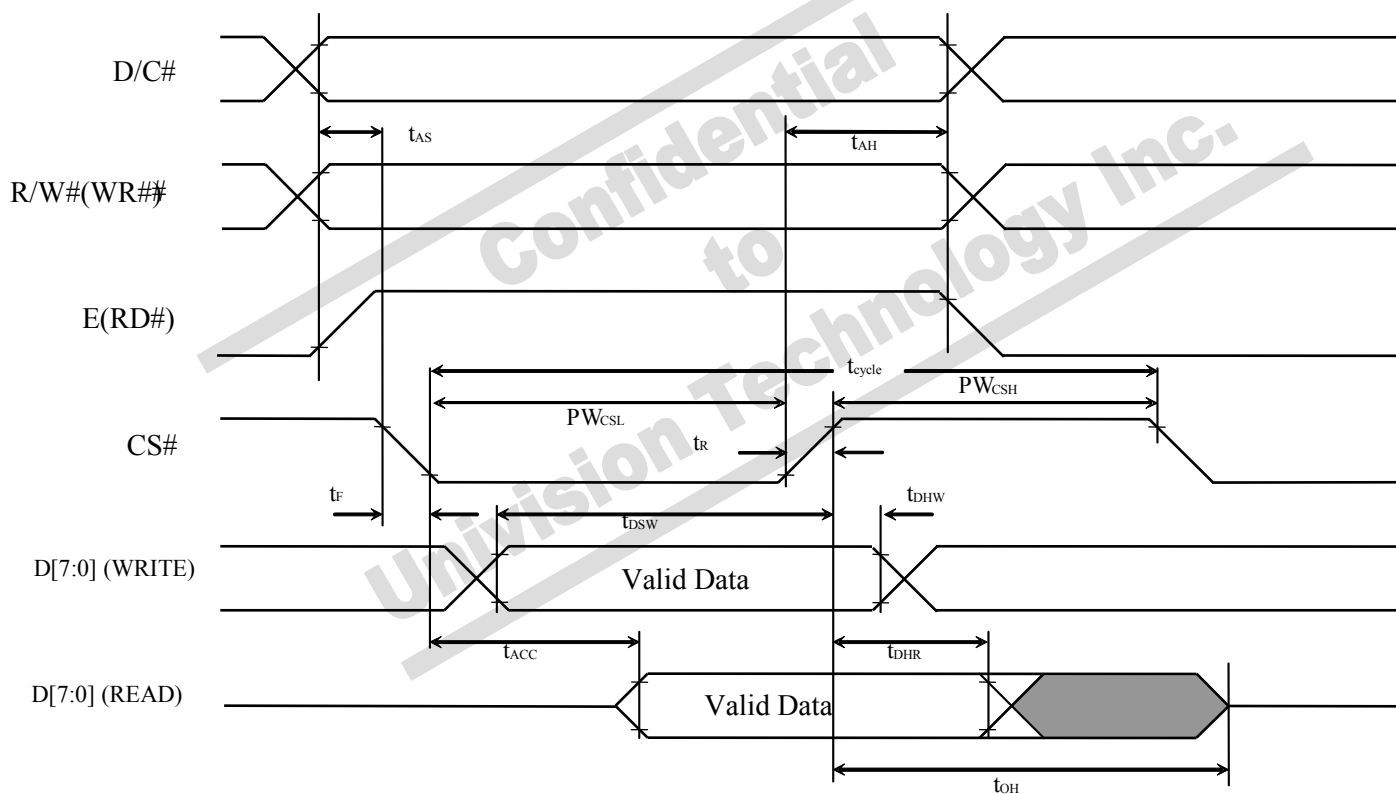 D/C#
tAS
tAH
R/W#(WR#)#
E(RD#)
tcycle
PWCSL
PWCSH
CS#
tR
tF
tDSW
tDHW
D[7:0] (WRITE)
Valid Data
tACC
tDHR
D[7:0] (READ)
Valid Data
tOH
Confidential
to
Univision Technology Inc.